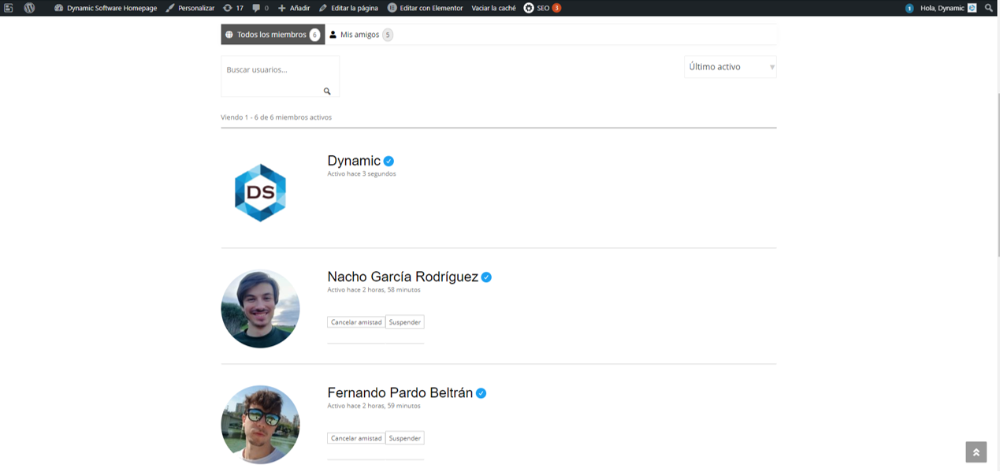 Dynamic Software Homepage Personalizar 17 0 Añadir Editar la página Editar con Elementor Vaciar la caché SEO 3 1 Hola, Dynamic
Todos los miembros 6 Mis amigos 5
Buscar usuarios...
Último activo
Viendo 1 - 6 de 6 miembros activos
Dynamic
Activo hace 3 segundos
DS
Nacho García Rodríguez
Activo hace 2 horas, 58 minutos
Cancelar amistad Suspender
Fernando Pardo Beltrán
Activo hace 2 horas, 59 minutos
Cancelar amistad Suspender